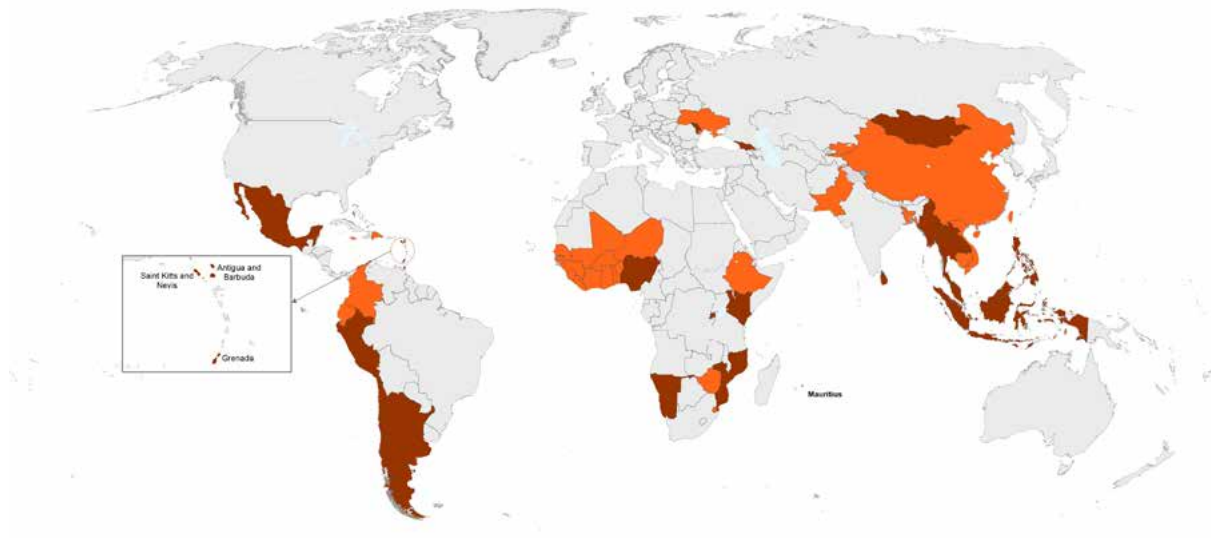 Antigua and
Barbuda
Saint Kitts and
Nevis
Grenada
Mauritius